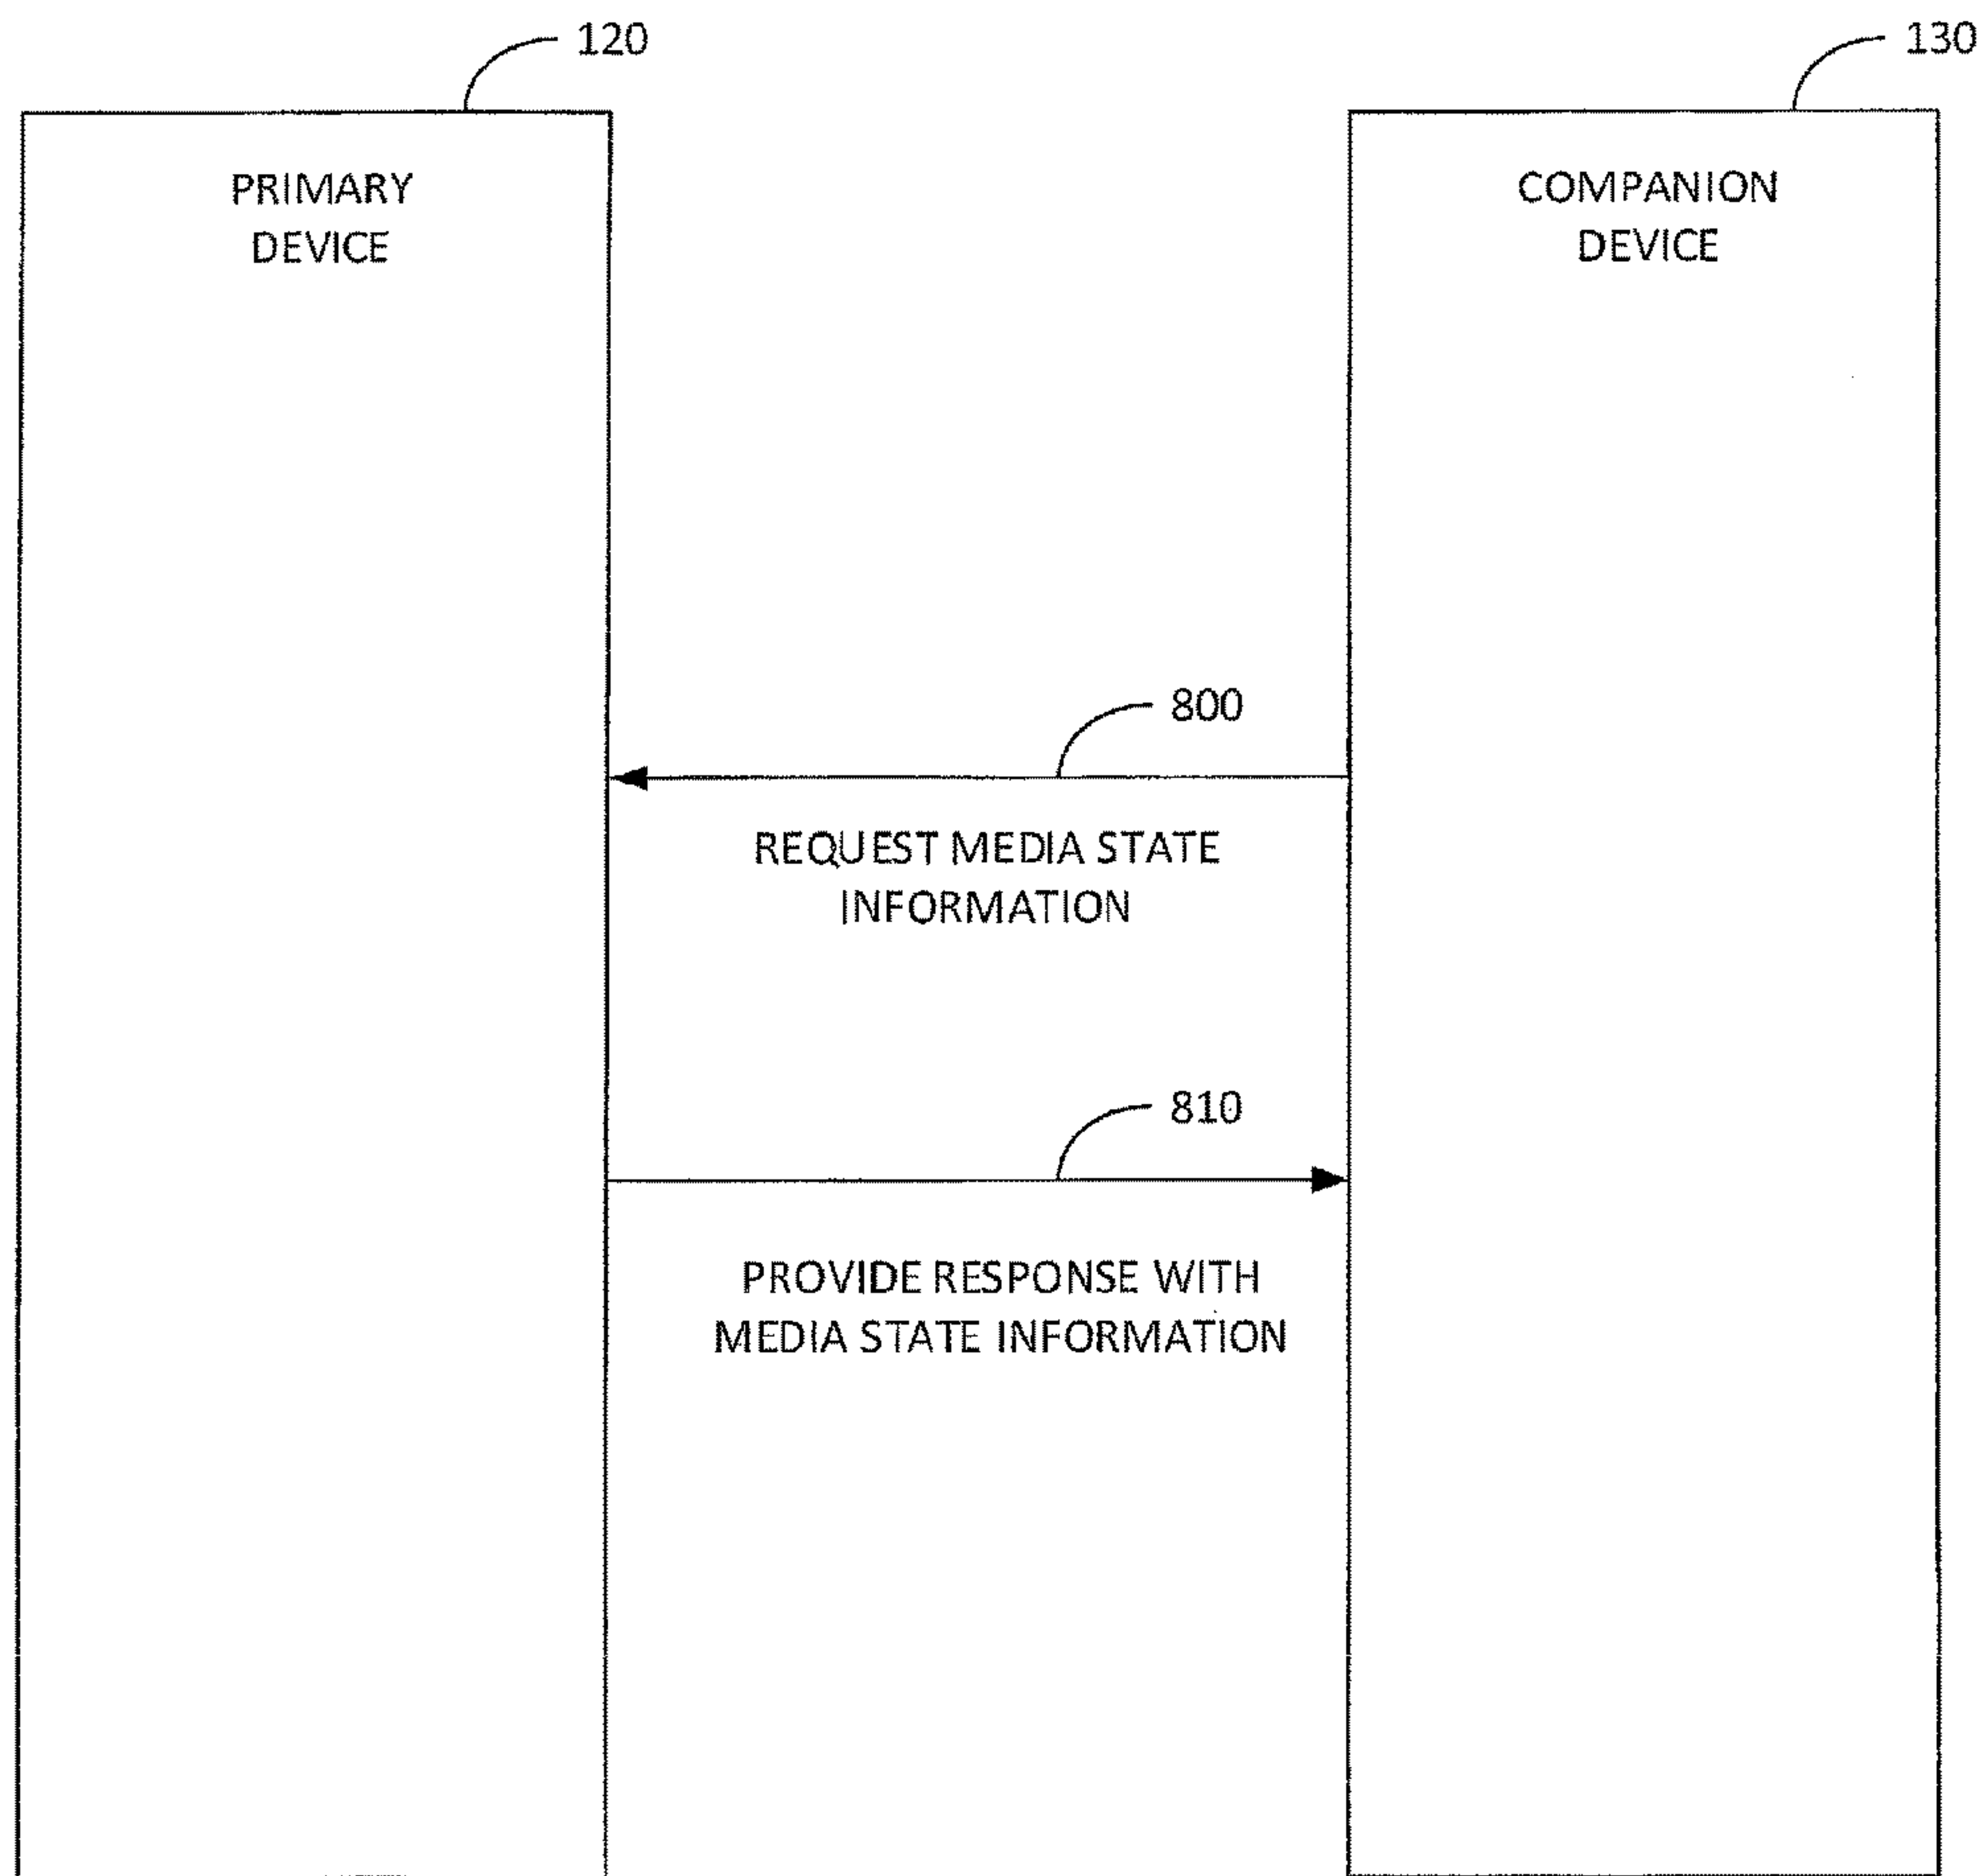 120
130
PRIMARY
DEVICE
COMPANION
DEVICE
800
REQUEST MEDIA STATE
INFORMATION
810
PROVIDE RESPONSE WITH
MEDIA STATE INFORMATION